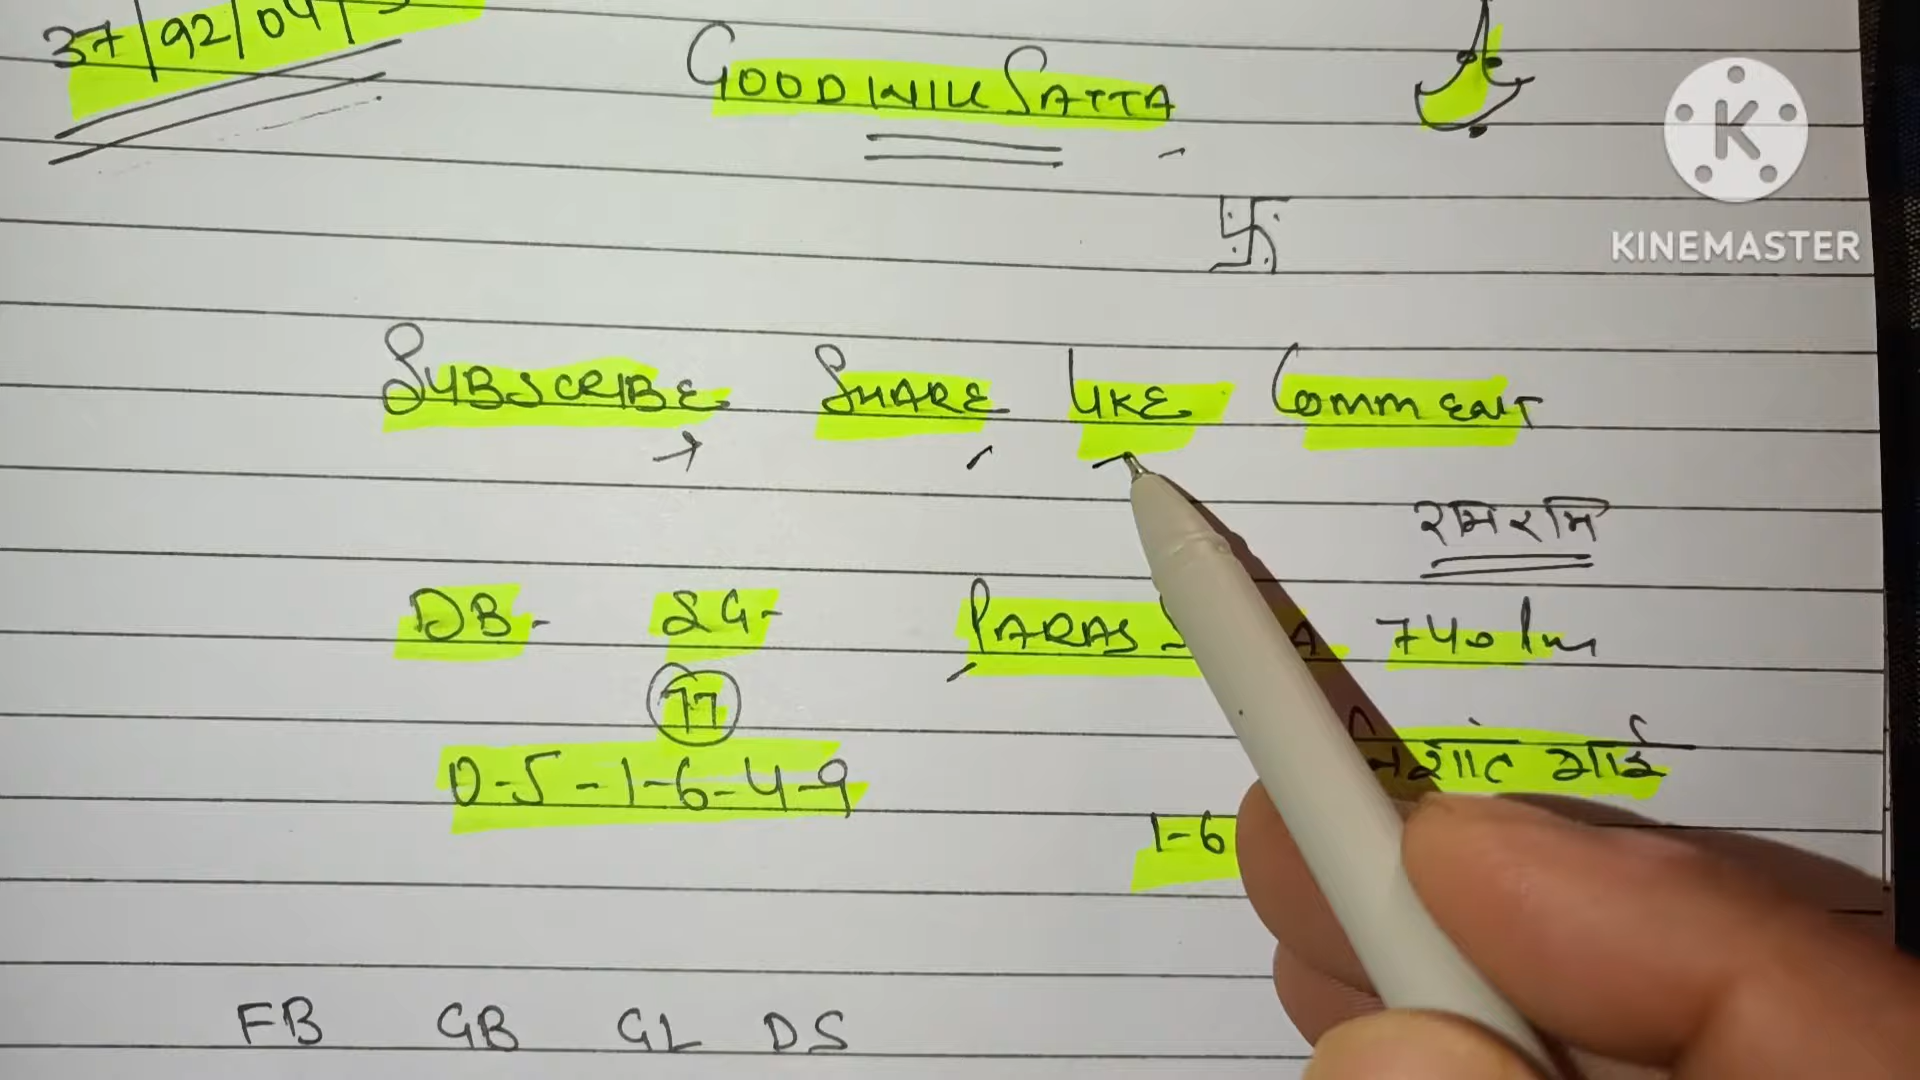 37/92/04/
GOODWILL SATTA
K
KINEMASTER
SUBSCRIBE SHARE LIKE COMMENT
राम राम
DB- SG- PARAS 740
77
0-5-1-6-4-9
1-6
FB GB GL DS